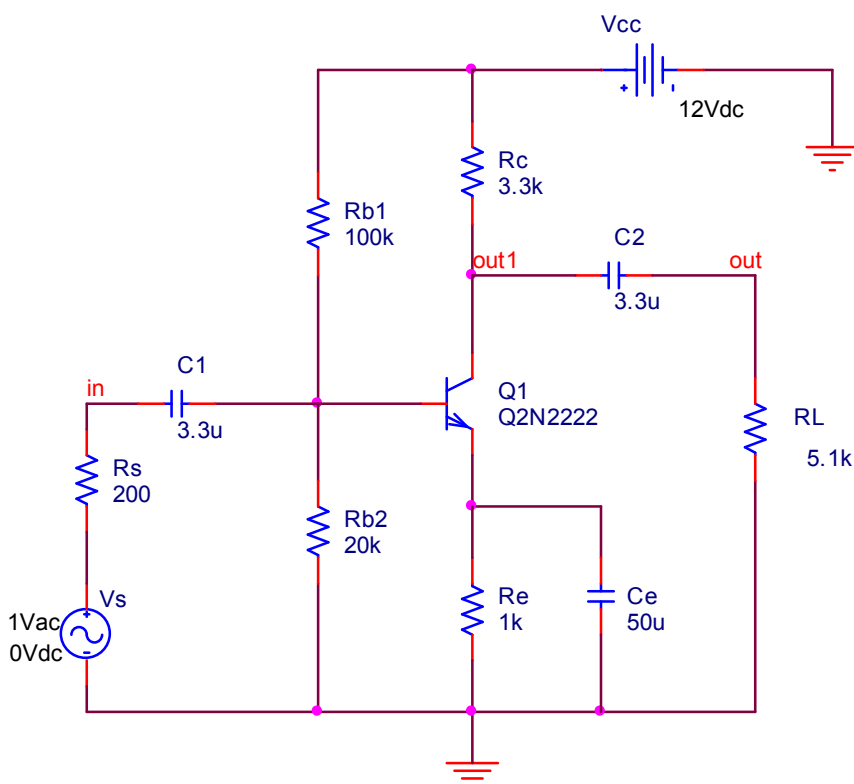 Vcc
12Vdc
Rc
3.3k
Rb1
100k
C2
out1
out
3.3u
C1
in
Q1
Q2N2222
3.3u
RL
5.1k
Rs
200
Rb2
20k
Vs
1Vac
0Vdc
Re
1k
Ce
50u